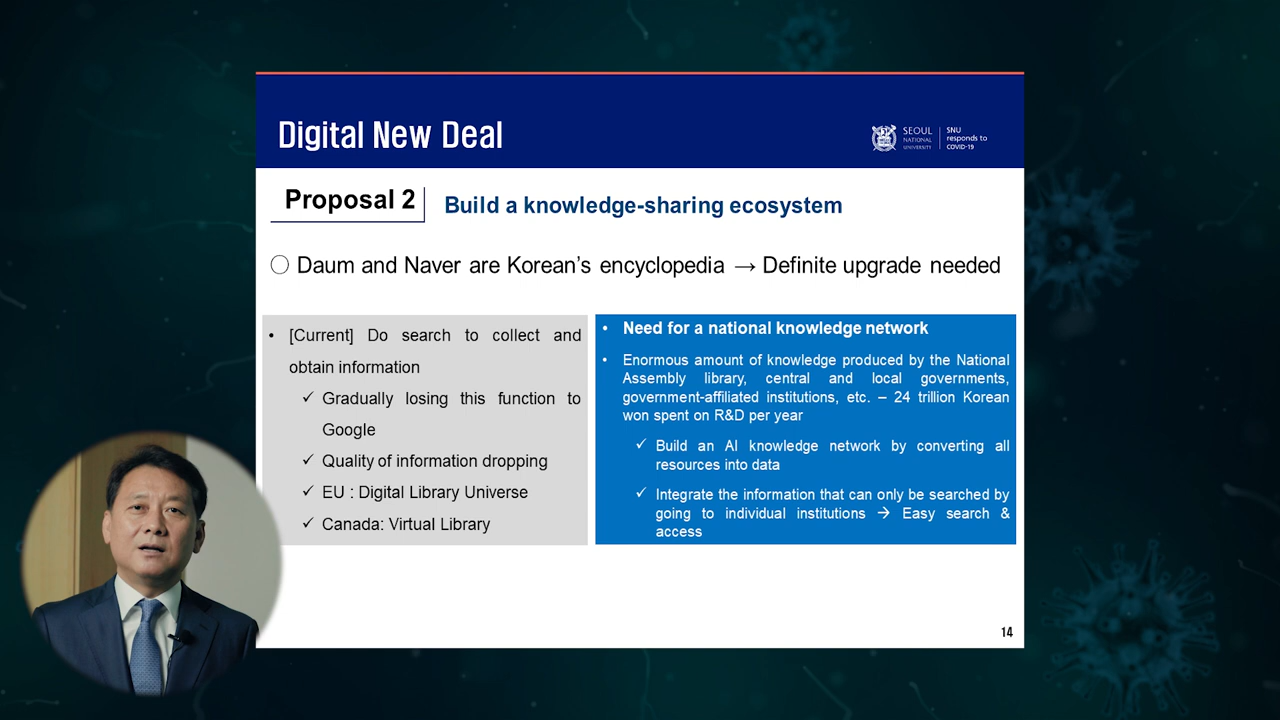 Digital New Deal
SEOUL
NATIONAL
UNIVERSITY
SNU
responds to
COVID-19
Proposal 2
Build a knowledge-sharing ecosystem
○ Daum and Naver are Korean’s encyclopedia → Definite upgrade needed
• [Current] Do search to collect and
obtain information
✓ Gradually losing this function to
Google
✓ Quality of information dropping
✓ EU : Digital Library Universe
✓ Canada: Virtual Library
• Need for a national knowledge network
• Enormous amount of knowledge produced by the National
Assembly library, central and local governments,
government-affiliated institutions, etc. – 24 trillion Korean
won spent on R&D per year
✓ Build an AI knowledge network by converting all
resources into data
✓ Integrate the information that can only be searched by
going to individual institutions → Easy search &
access
14